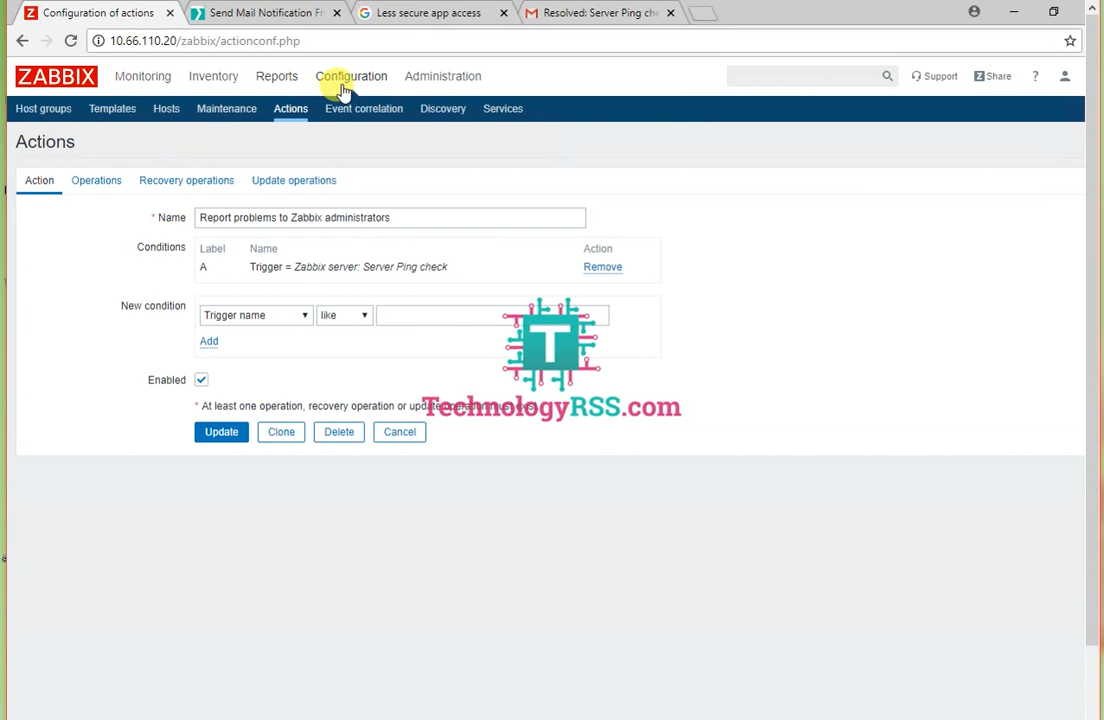 Configuration of actions
Send Mail Notification Fr
Less secure app access
Resolved: Server Ping che
10.66.110.20/zabbix/actionconf.php
ZABBIX Monitoring Inventory Reports Configuration Administration Support Z Share ?
Host groups Templates Hosts Maintenance Actions Event correlation Discovery Services
Actions
Action Operations Recovery operations Update operations
* Name Report problems to Zabbix administrators
Conditions Label Name Action
A Trigger = Zabbix server: Server Ping check Remove
New condition Trigger name like
Add
Enabled
* At least one operation, recovery operation or update operation must exist.
TechnologyRSS.com
Update Clone Delete Cancel